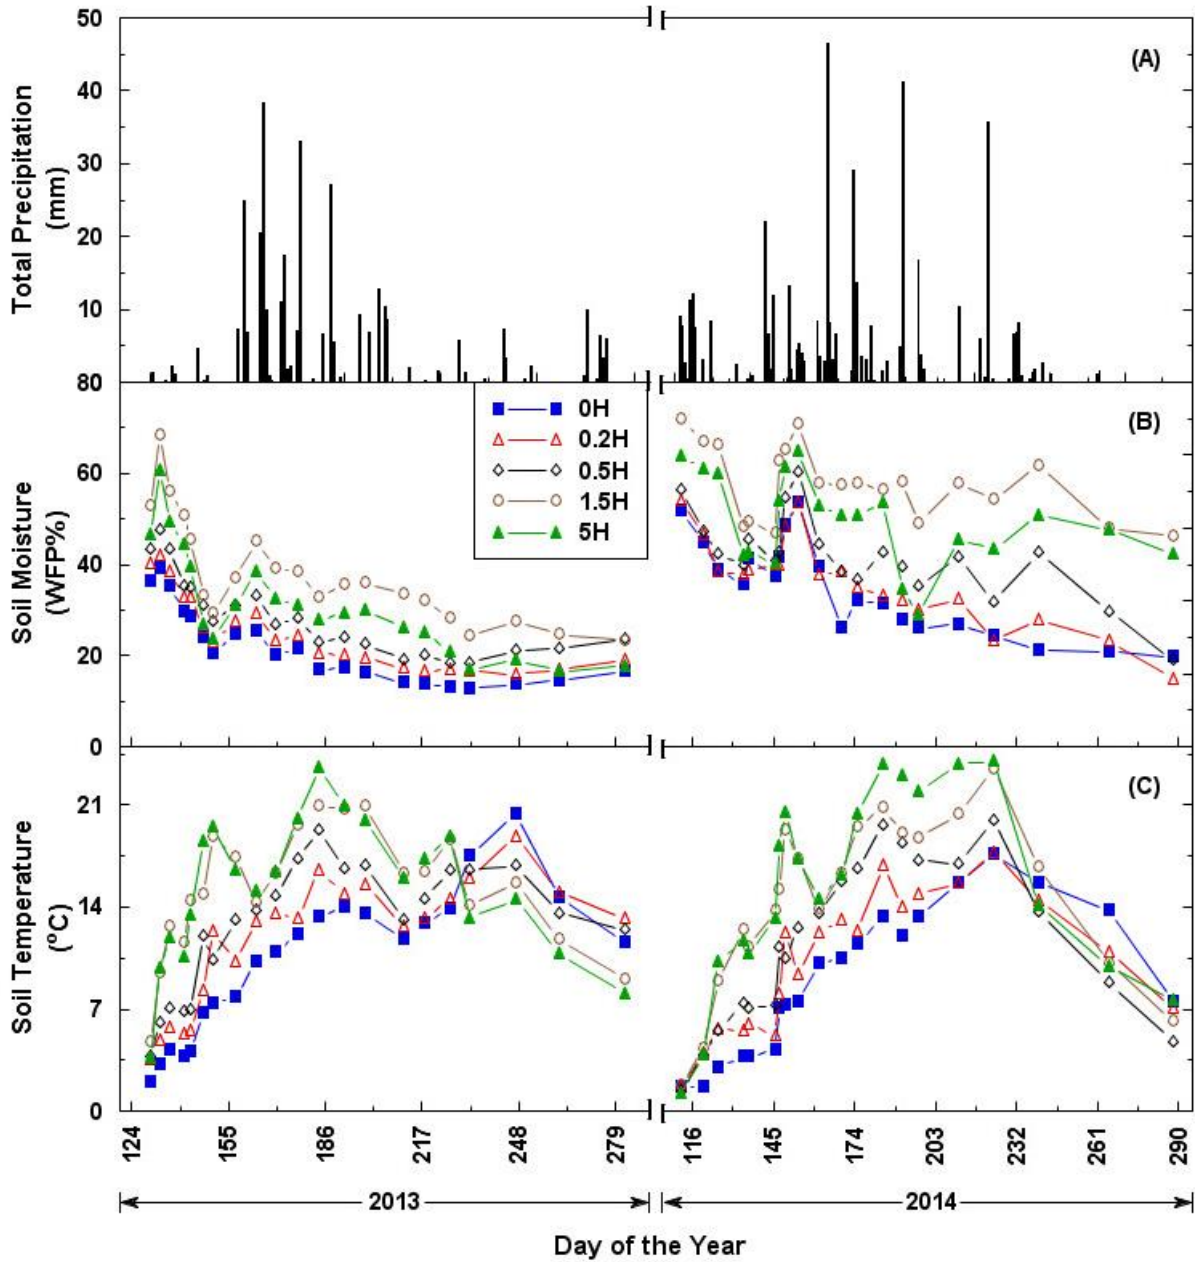 50
40
30
20
10
80
Total Precipitation
(mm)
(A)
60
40
20
0
Soil Moisture
(WFP%)
0H
0.2H
0.5H
1.5H
5H
(B)
21
14
7
0
Soil Temperature
(ºC)
(C)
124 155 186 217 248 279 116 145 174 203 232 261 290
2013 2014
Day of the Year